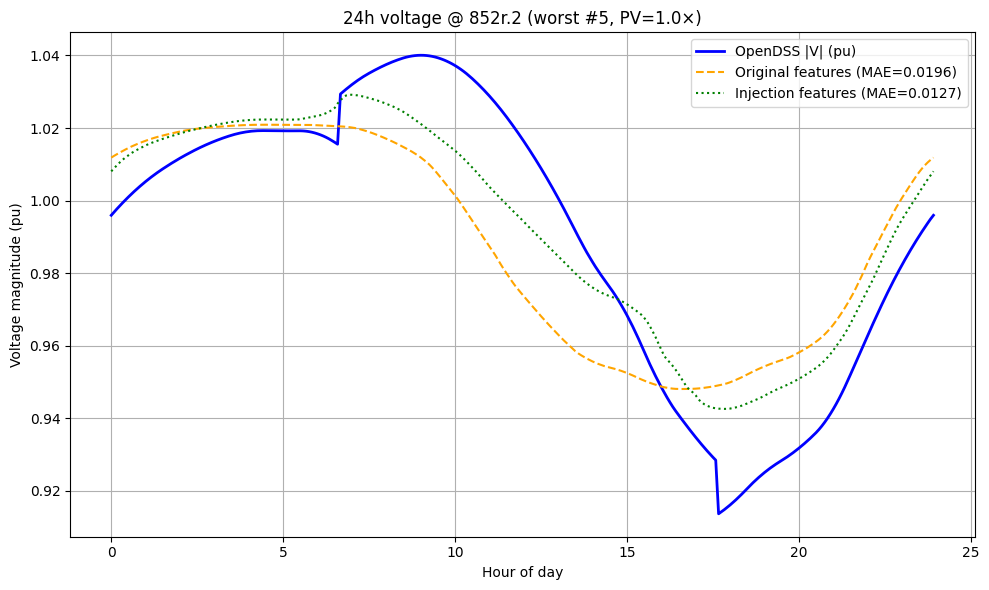 24h voltage @ 852r.2 (worst #5, PV=1.0×)
OpenDSS |V| (pu)
Original features (MAE=0.0196)
Injection features (MAE=0.0127)
Voltage magnitude (pu)
1.04
1.02
1.00
0.98
0.96
0.94
0.92
0
5
10
15
20
25
Hour of day